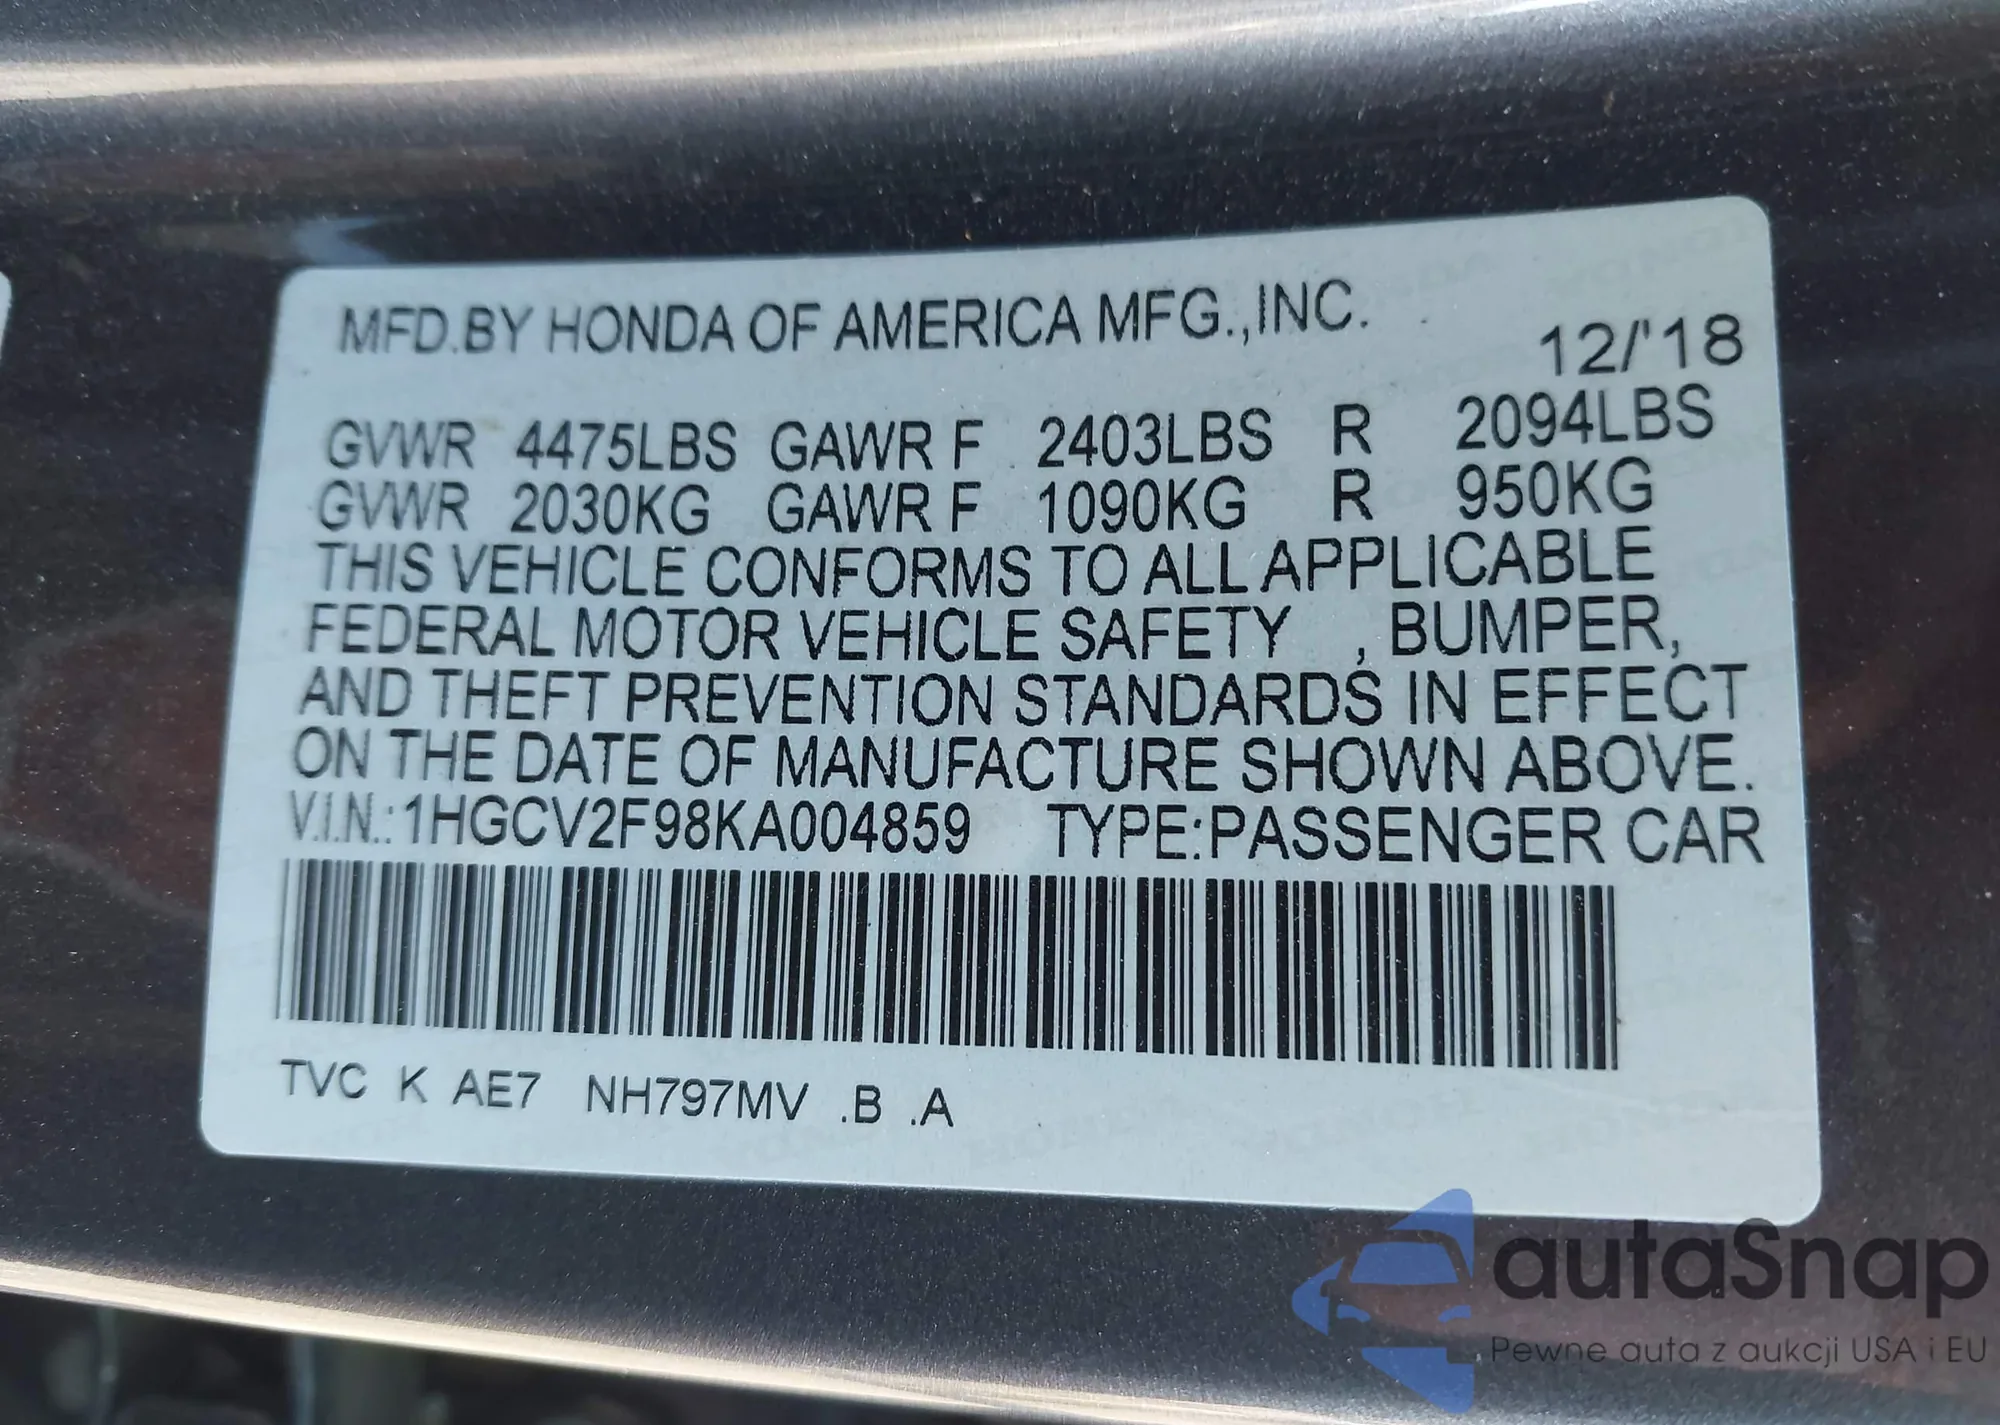 MFD.BY HONDA OF AMERICA MFG.,INC.
12/'18
GVWR 4475LBS GAWR F 2403LBS R 2094LBS
GVWR 2030KG GAWR F 1090KG R 950KG
THIS VEHICLE CONFORMS TO ALL APPLICABLE
FEDERAL MOTOR VEHICLE SAFETY , BUMPER,
AND THEFT PREVENTION STANDARDS IN EFFECT
ON THE DATE OF MANUFACTURE SHOWN ABOVE.
V.I.N.: 1HGCV2F98KA004859 TYPE:PASSENGER CAR
TVC K AE7 NH797MV .B .A
autaSnap
Pewne auta z aukcji USA i EU